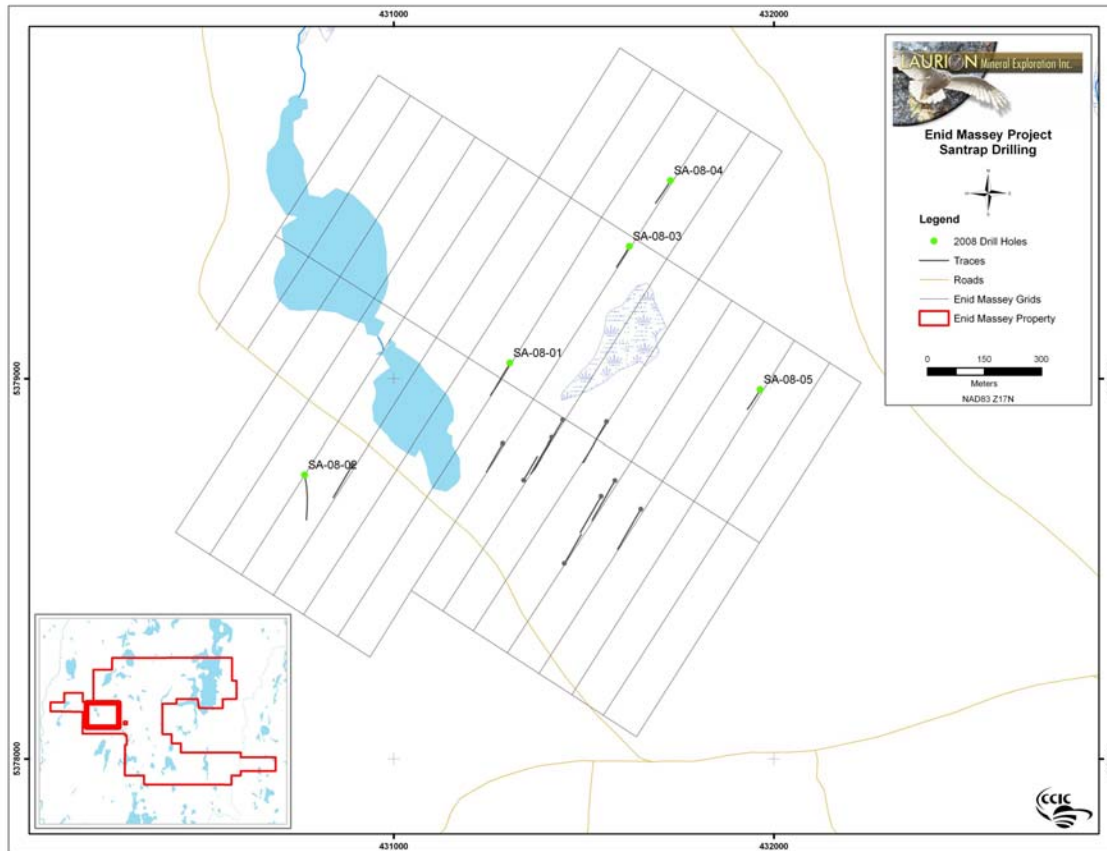 431000
432000
LAURION Mineral Exploration Inc.
Enid Massey Project
Santrap Drilling
N
Legend
2008 Drill Holes
Traces
Roads
Enid Massey Grids
Enid Massey Property
0 150 300
Meters
NAD83 Z17N
SA-08-04
SA-08-03
SA-08-01
SA-08-05
SA-08-02
5379000
5379000
5378000
5378000
CCIC
431000
432000